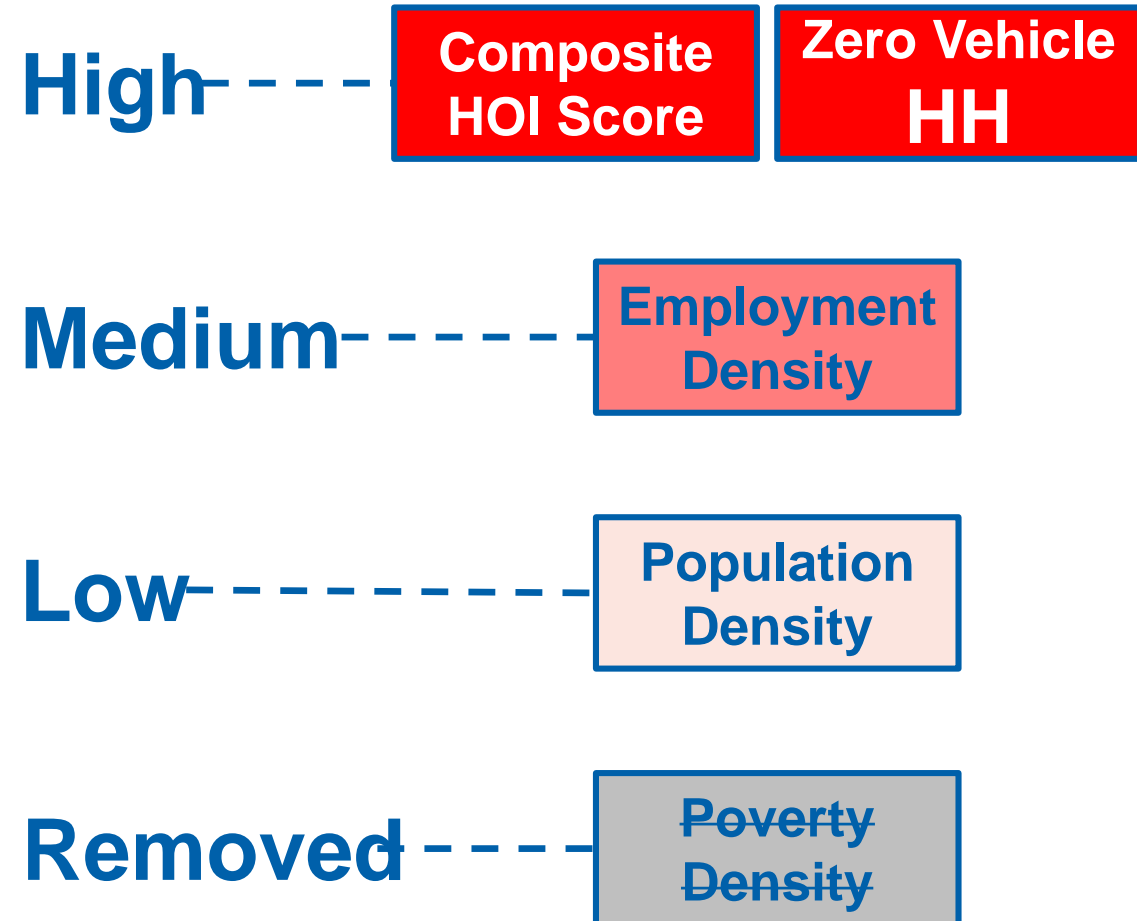 High
Composite
HOI Score
Zero Vehicle
HH
Medium
Employment
Density
Low
Population
Density
Removed
Poverty
Density